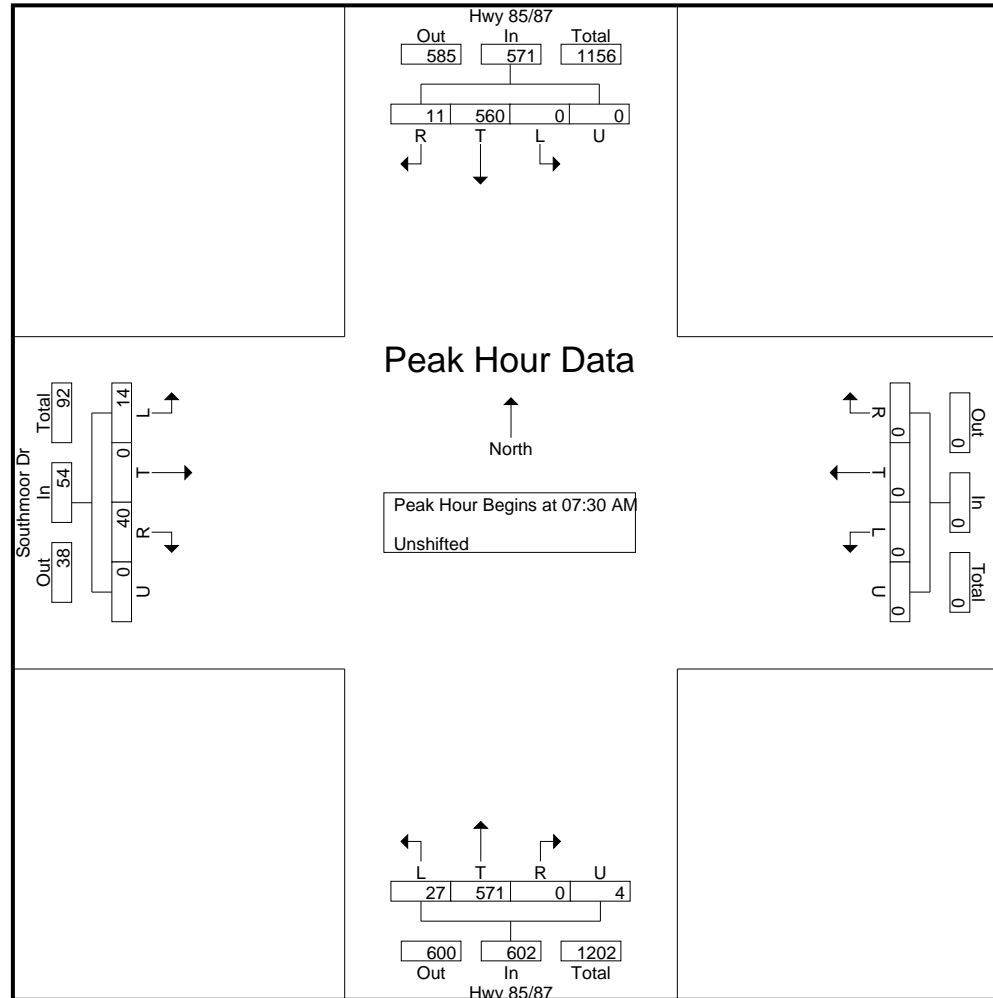 Hwy 85/87
Out In Total
585 571 1156
11 560 0 0
R T L U
Peak Hour Data
North
Peak Hour Begins at 07:30 AM
Unshifted
Southmoor Dr
Out In Total
38 54 92
14 0 40 0
L T R U
Out In Total
0 0 0
0 0 0 0
R T L U
L T R U
27 571 0 4
600 602 1202
Out In Total
Hwy 85/87